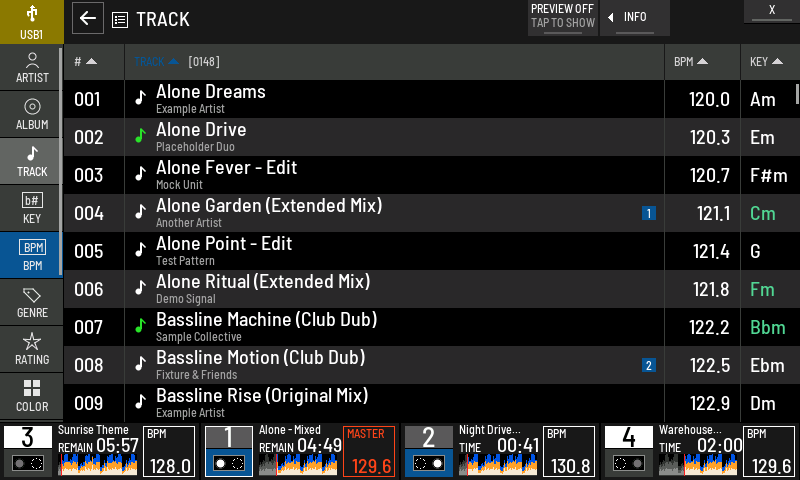 USB1
TRACK
PREVIEW OFF
TAP TO SHOW
INFO
X
ARTIST
ALBUM
TRACK
b#
KEY
BPM
BPM
GENRE
RATING
COLOR
# TRACK [0148] BPM KEY
001 Alone Dreams 120.0 Am
Example Artist
002 Alone Drive 120.3 Em
Placeholder Duo
003 Alone Fever - Edit 120.7 F#m
Mock Unit
004 Alone Garden (Extended Mix) 1 121.1 Cm
Another Artist
005 Alone Point - Edit 121.4 G
Test Pattern
006 Alone Ritual (Extended Mix) 121.8 Fm
Demo Signal
007 Bassline Machine (Club Dub) 122.2 Bbm
Sample Collective
008 Bassline Motion (Club Dub) 2 122.5 Ebm
Fixture & Friends
009 Bassline Rise (Original Mix) 122.9 Dm
Example Artist
3 Sunrise Theme
REMAIN 05:57
BPM
128.0
1 Alone - Mixed
REMAIN 04:49
MASTER
129.6
2 Night Drive...
TIME 00:41
BPM
130.8
4 Warehouse...
TIME 02:00
BPM
129.6